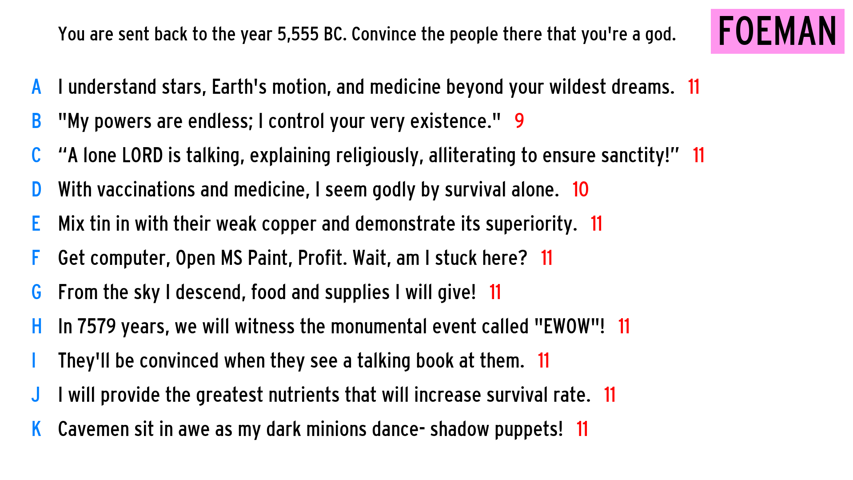 You are sent back to the year 5,555 BC. Convince the people there that you're a god.
FOEMAN
A I understand stars, Earth's motion, and medicine beyond your wildest dreams. 11
B "My powers are endless; I control your very existence." 9
C “A lone LORD is talking, explaining religiously, alliterating to ensure sanctity!” 11
D With vaccinations and medicine, I seem godly by survival alone. 10
E Mix tin in with their weak copper and demonstrate its superiority. 11
F Get computer, Open MS Paint, Profit. Wait, am I stuck here? 11
G From the sky I descend, food and supplies I will give! 11
H In 7579 years, we will witness the monumental event called "EWOW"! 11
I They'll be convinced when they see a talking book at them. 11
J I will provide the greatest nutrients that will increase survival rate. 11
K Cavemen sit in awe as my dark minions dance- shadow puppets! 11